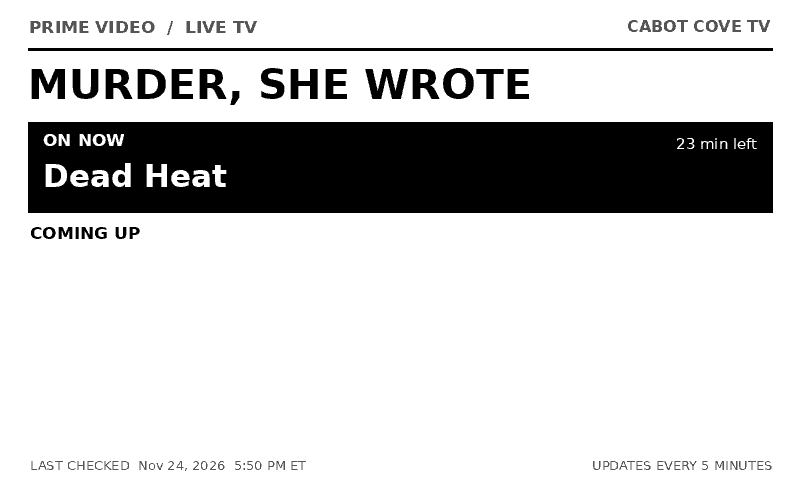 PRIME VIDEO / LIVE TV
CABOT COVE TV
MURDER, SHE WROTE
ON NOW
23 min left
Dead Heat
COMING UP
LAST CHECKED Nov 24, 2026 5:50 PM ET
UPDATES EVERY 5 MINUTES